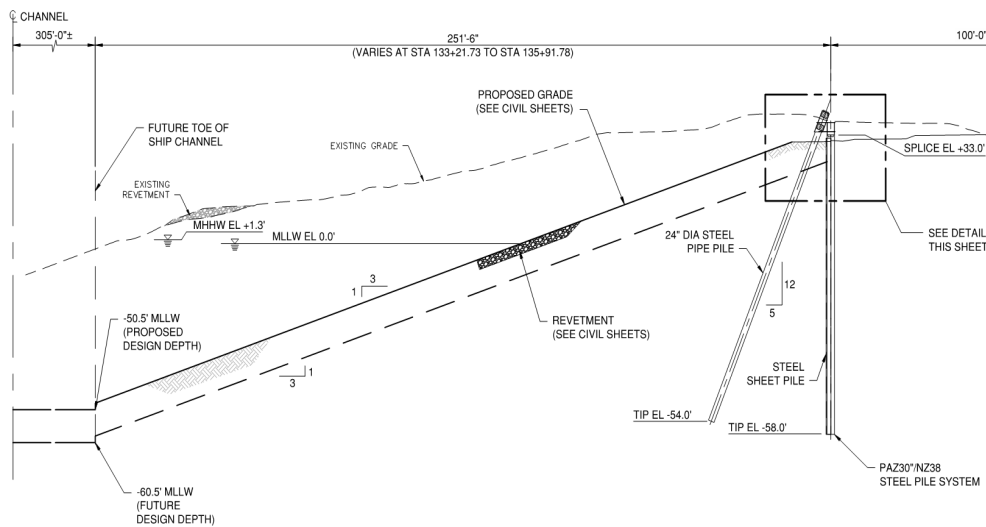 ℄ CHANNEL
305'-0"±
251'-6"
(VARIES AT STA 133+21.73 TO STA 135+91.78)
100'-0"
PROPOSED GRADE
(SEE CIVIL SHEETS)
FUTURE TOE OF
SHIP CHANNEL
EXISTING GRADE
SPLICE EL +33.0'
EXISTING
REVETMENT
MHHW EL +1.3'
MLLW EL 0.0'
24" DIA STEEL
PIPE PILE
SEE DETAIL
THIS SHEET
3
1
12
5
-50.5' MLLW
(PROPOSED
DESIGN DEPTH)
REVETMENT
(SEE CIVIL SHEETS)
1
3
STEEL
SHEET PILE
TIP EL -54.0'
TIP EL -58.0'
PAZ30"/NZ38
STEEL PILE SYSTEM
-60.5' MLLW
(FUTURE
DESIGN DEPTH)